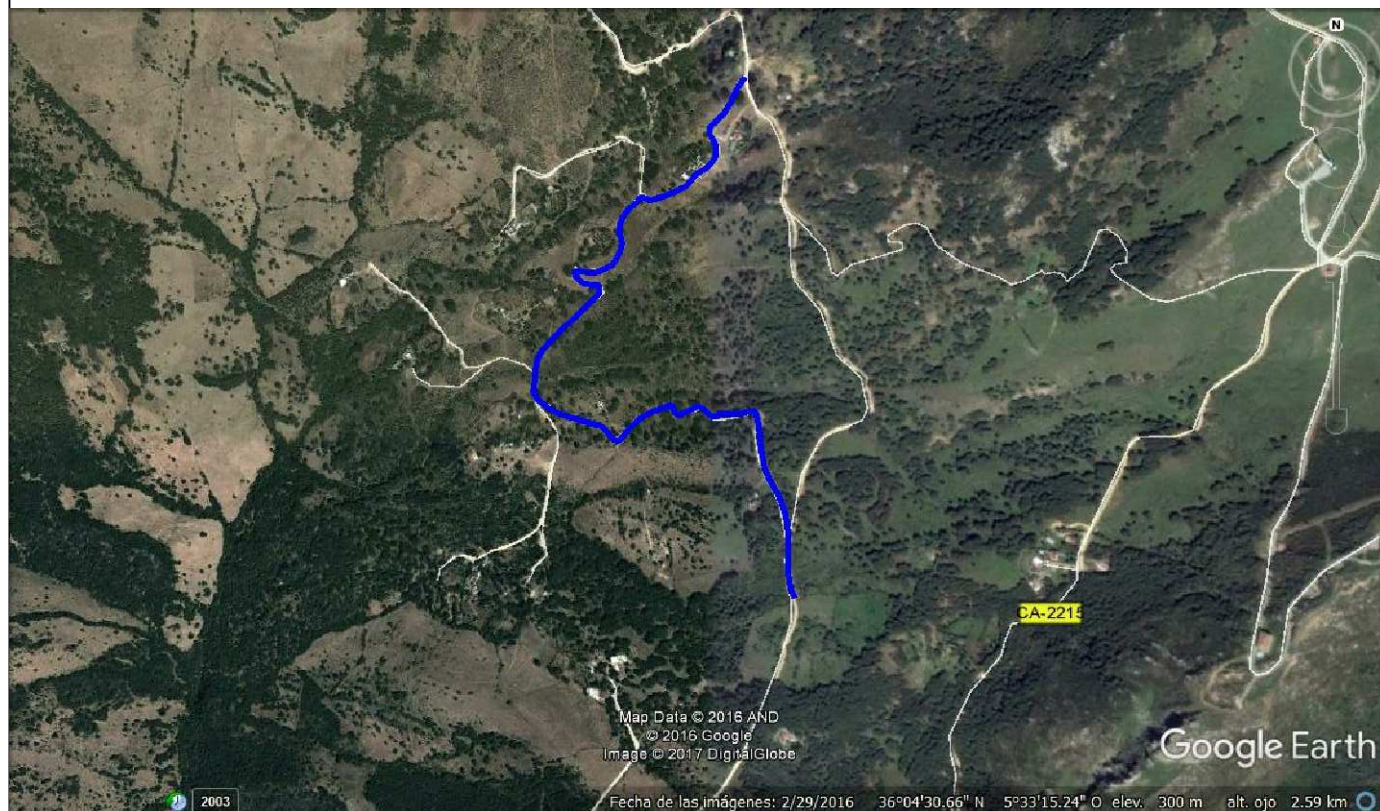 N
CA-2215
Map Data © 2016 AND
© 2016 Google
Image © 2017 DigitalGlobe
Google Earth
2003
Fecha de las imágenes: 2/29/2016 36°04'30.66" N 5°33'15.24" O elev. 300 m alt. ojo 2.59 km